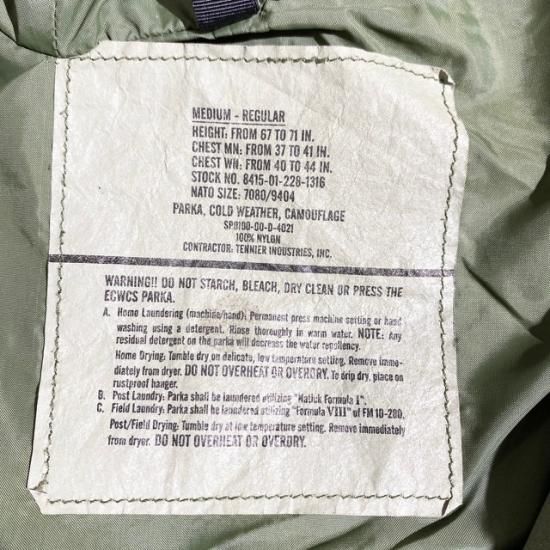 MEDIUM - REGULAR
HEIGHT: FROM 67 TO 71 IN.
CHEST MN: FROM 37 TO 41 IN.
CHEST WN: FROM 40 TO 44 IN.
STOCK NO. 8415-01-228-1316
NATO SIZE: 7080/9404
PARKA, COLD WEATHER, CAMOUFLAGE
SP0100-00-D-4021
100% NYLON
CONTRACTOR: TENNIER INDUSTRIES, INC.
WARNING!! DO NOT STARCH, BLEACH, DRY CLEAN OR PRESS THE
ECWCS PARKA.
A. Home Laundering (machine/hand): Permanent press machine setting or hand
washing using a detergent. Rinse thoroughly in warm water. NOTE: Any
residual detergent on the parka will decrease the water repellency.
Home Drying: Tumble dry on delicate, low temperature setting. Remove imme-
diately from dryer. DO NOT OVERHEAT OR OVERDRY. To drip dry, place on
rustproof hanger.
B. Post Laundry: Parka shall be laundered utilizing "Natick Formula I".
C. Field Laundry: Parka shall be laundered utilizing "Formula VIII" of FM 10-280.
Post/Field Drying: Tumble dry at low temperature setting. Remove immediately
from dryer. DO NOT OVERHEAT OR OVERDRY.